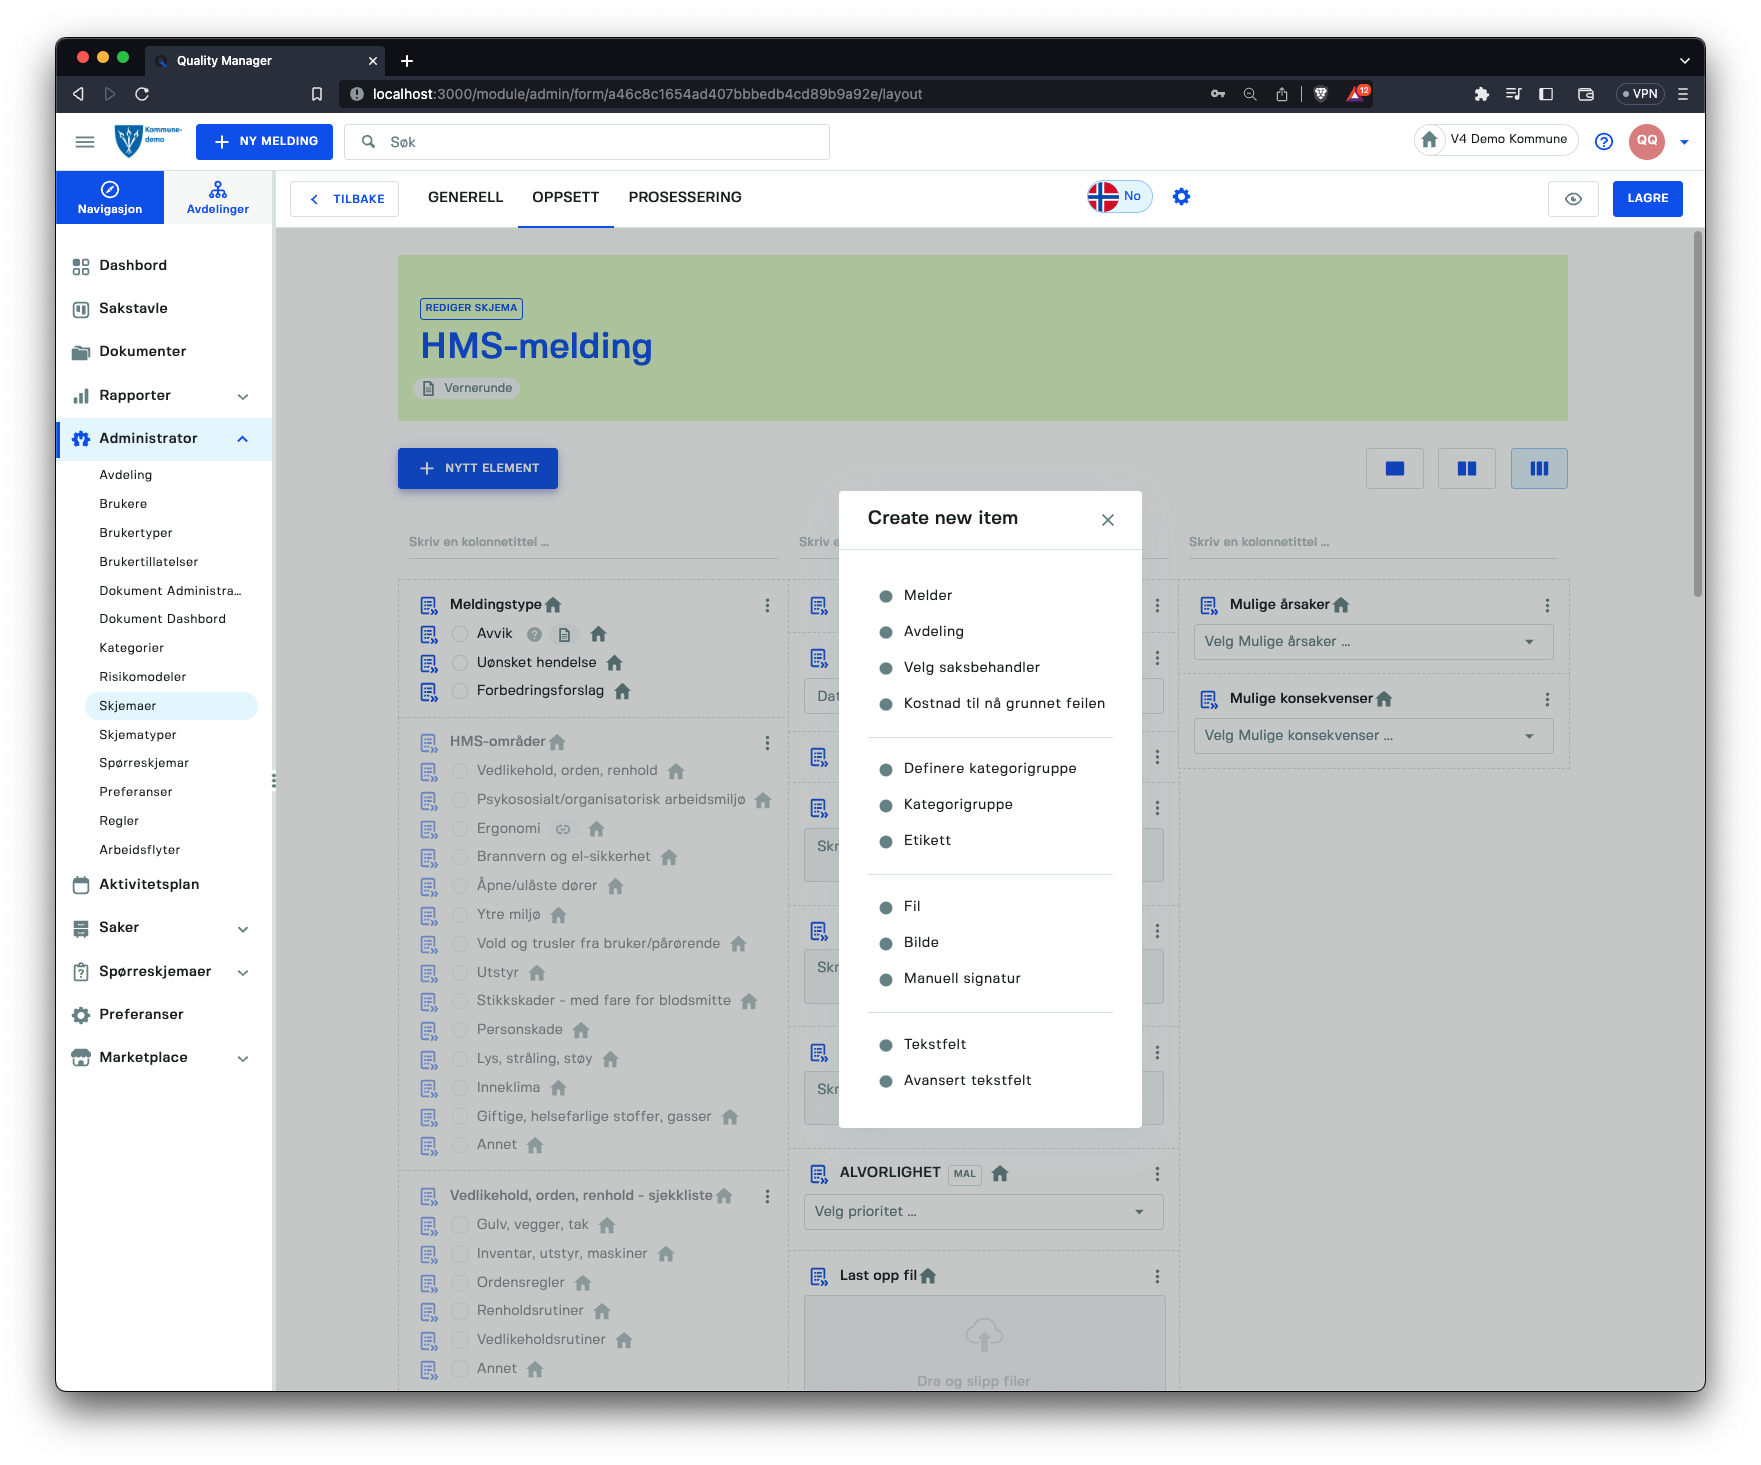 Quality Manager
localhost:3000/module/admin/form/a46c8c1654ad407bbbedb4cd89b9a92e/layout
12
VPN
Kommune-
demo
NY MELDING
Søk
V4 Demo Kommune
QQ
Navigasjon
Avdelinger
TILBAKE
GENERELL
OPPSETT
PROSESSERING
No
LAGRE
Dashbord
Sakstavle
Dokumenter
Rapporter
Administrator
Avdeling
Brukere
Brukertyper
Brukertillatelser
Dokument Administra...
Dokument Dashbord
Kategorier
Risikomodeler
Skjemaer
Skjematyper
Spørreskjemar
Preferanser
Regler
Arbeidsflyter
Aktivitetsplan
Saker
Spørreskjemaer
Preferanser
Marketplace
REDIGER SKJEMA
HMS-melding
Vernerunde
NYTT ELEMENT
Skriv en kolonnetittel ...
Meldingstype
Avvik
Uønsket hendelse
Forbedringsforslag
HMS-områder
Vedlikehold, orden, renhold
Psykososialt/organisatorisk arbeidsmiljø
Ergonomi
Brannvern og el-sikkerhet
Åpne/ulåste dører
Ytre miljø
Vold og trusler fra bruker/pårørende
Utstyr
Stikkskader - med fare for blodsmitte
Personskade
Lys, stråling, støy
Inneklima
Giftige, helsefarlige stoffer, gasser
Annet
Vedlikehold, orden, renhold - sjekkliste
Gulv, vegger, tak
Inventar, utstyr, maskiner
Ordensregler
Renholdsrutiner
Vedlikeholdsrutiner
Annet
Skriv e
Dat
Skr
Skr
Skr
Create new item
Melder
Avdeling
Velg saksbehandler
Kostnad til nå grunnet feilen
Definere kategorigruppe
Kategorigruppe
Etikett
Fil
Bilde
Manuell signatur
Tekstfelt
Avansert tekstfelt
ALVORLIGHET MAL
Velg prioritet ...
Last opp fil
Dra og slipp filer
Skriv en kolonnetittel ...
Mulige årsaker
Velg Mulige årsaker ...
Mulige konsekvenser
Velg Mulige konsekvenser ...